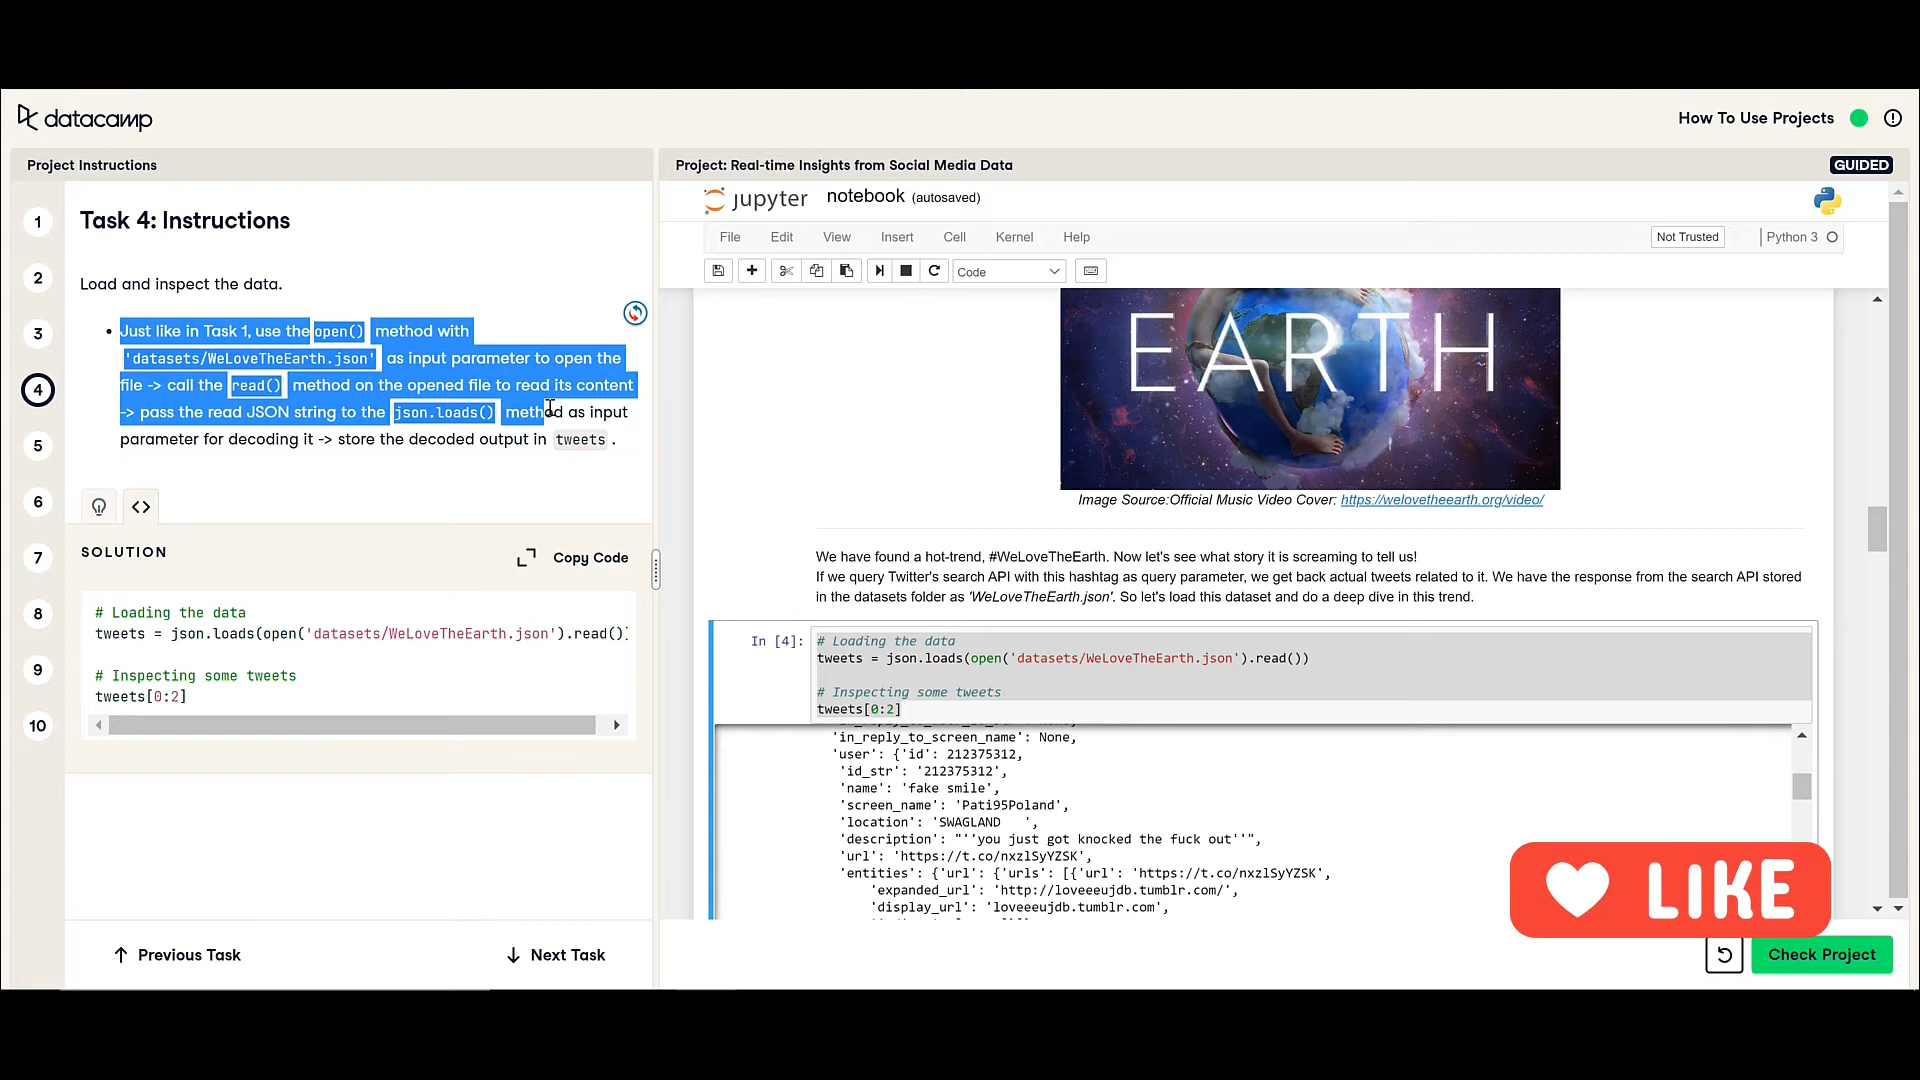 datacamp
How To Use Projects
Project Instructions
Project: Real-time Insights from Social Media Data
GUIDED
1
2
3
4
5
6
7
8
9
10
Task 4: Instructions
Load and inspect the data.
Just like in Task 1, use the open() method with
'datasets/WeLoveTheEarth.json' as input parameter to open the
file -> call the read() method on the opened file to read its content
-> pass the read JSON string to the json.loads() method as input
parameter for decoding it -> store the decoded output in tweets .
SOLUTION
Copy Code
# Loading the data
tweets = json.loads(open('datasets/WeLoveTheEarth.json').read())
# Inspecting some tweets
tweets[0:2]
Previous Task
Next Task
jupyter notebook (autosaved)
File Edit View Insert Cell Kernel Help
Not Trusted
Python 3
Code
EARTH
Image Source:Official Music Video Cover: https://welovetheearth.org/video/
We have found a hot-trend, #WeLoveTheEarth. Now let's see what story it is screaming to tell us!
If we query Twitter's search API with this hashtag as query parameter, we get back actual tweets related to it. We have the response from the search API stored
in the datasets folder as 'WeLoveTheEarth.json'. So let's load this dataset and do a deep dive in this trend.
In [4]:
# Loading the data
tweets = json.loads(open('datasets/WeLoveTheEarth.json').read())
# Inspecting some tweets
tweets[0:2]
'in_reply_to_screen_name': None,
'user': {'id': 212375312,
'id_str': '212375312',
'name': 'fake smile',
'screen_name': 'Pati95Poland',
'location': 'SWAGLAND ',
'description': "''you just got knocked the fuck out''",
'url': 'https://t.co/nxzlSyYZSK',
'entities': {'url': {'urls': [{'url': 'https://t.co/nxzlSyYZSK',
'expanded_url': 'http://loveeeujdb.tumblr.com/',
'display_url': 'loveeeujdb.tumblr.com',
LIKE
Check Project